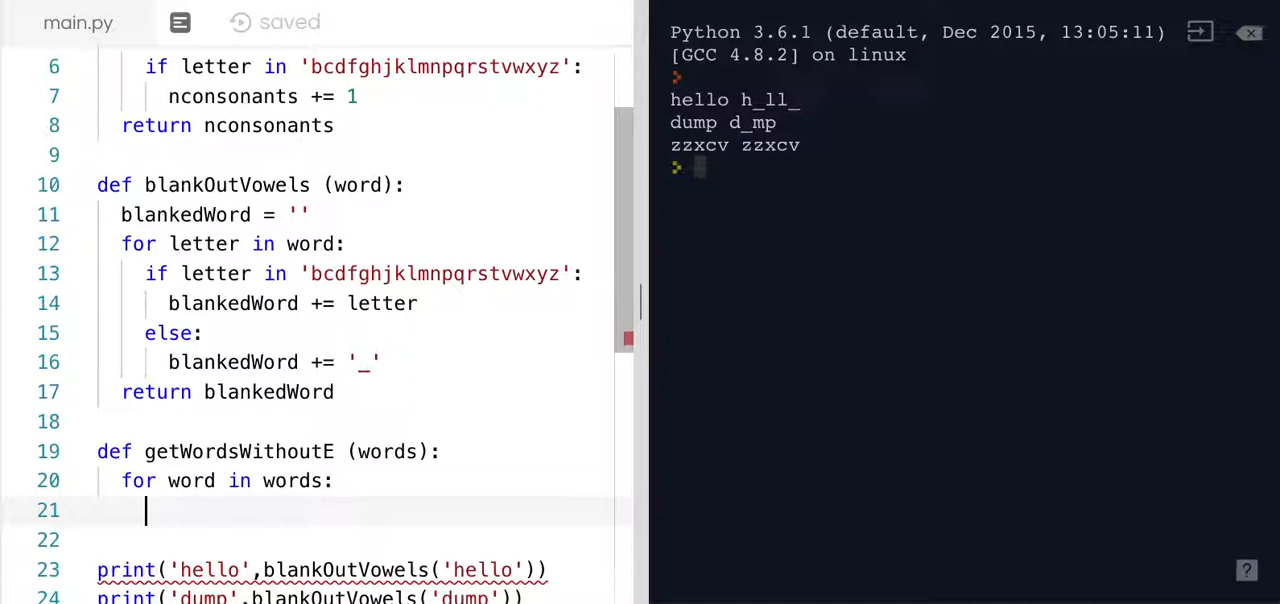 main.py saved
6 if letter in 'bcdfghjklmnpqrstvwxyz':
7 nconsonants += 1
8 return nconsonants
9
10 def blankOutVowels (word):
11 blankedWord = ''
12 for letter in word:
13 if letter in 'bcdfghjklmnpqrstvwxyz':
14 blankedWord += letter
15 else:
16 blankedWord += '_'
17 return blankedWord
18
19 def getWordsWithoutE (words):
20 for word in words:
21
22
23 print('hello',blankOutVowels('hello'))
24 print('dump',blankOutVowels('dump'))
Python 3.6.1 (default, Dec 2015, 13:05:11)
[GCC 4.8.2] on linux
hello h_ll_
dump d_mp
zzxcv zzxcv
?